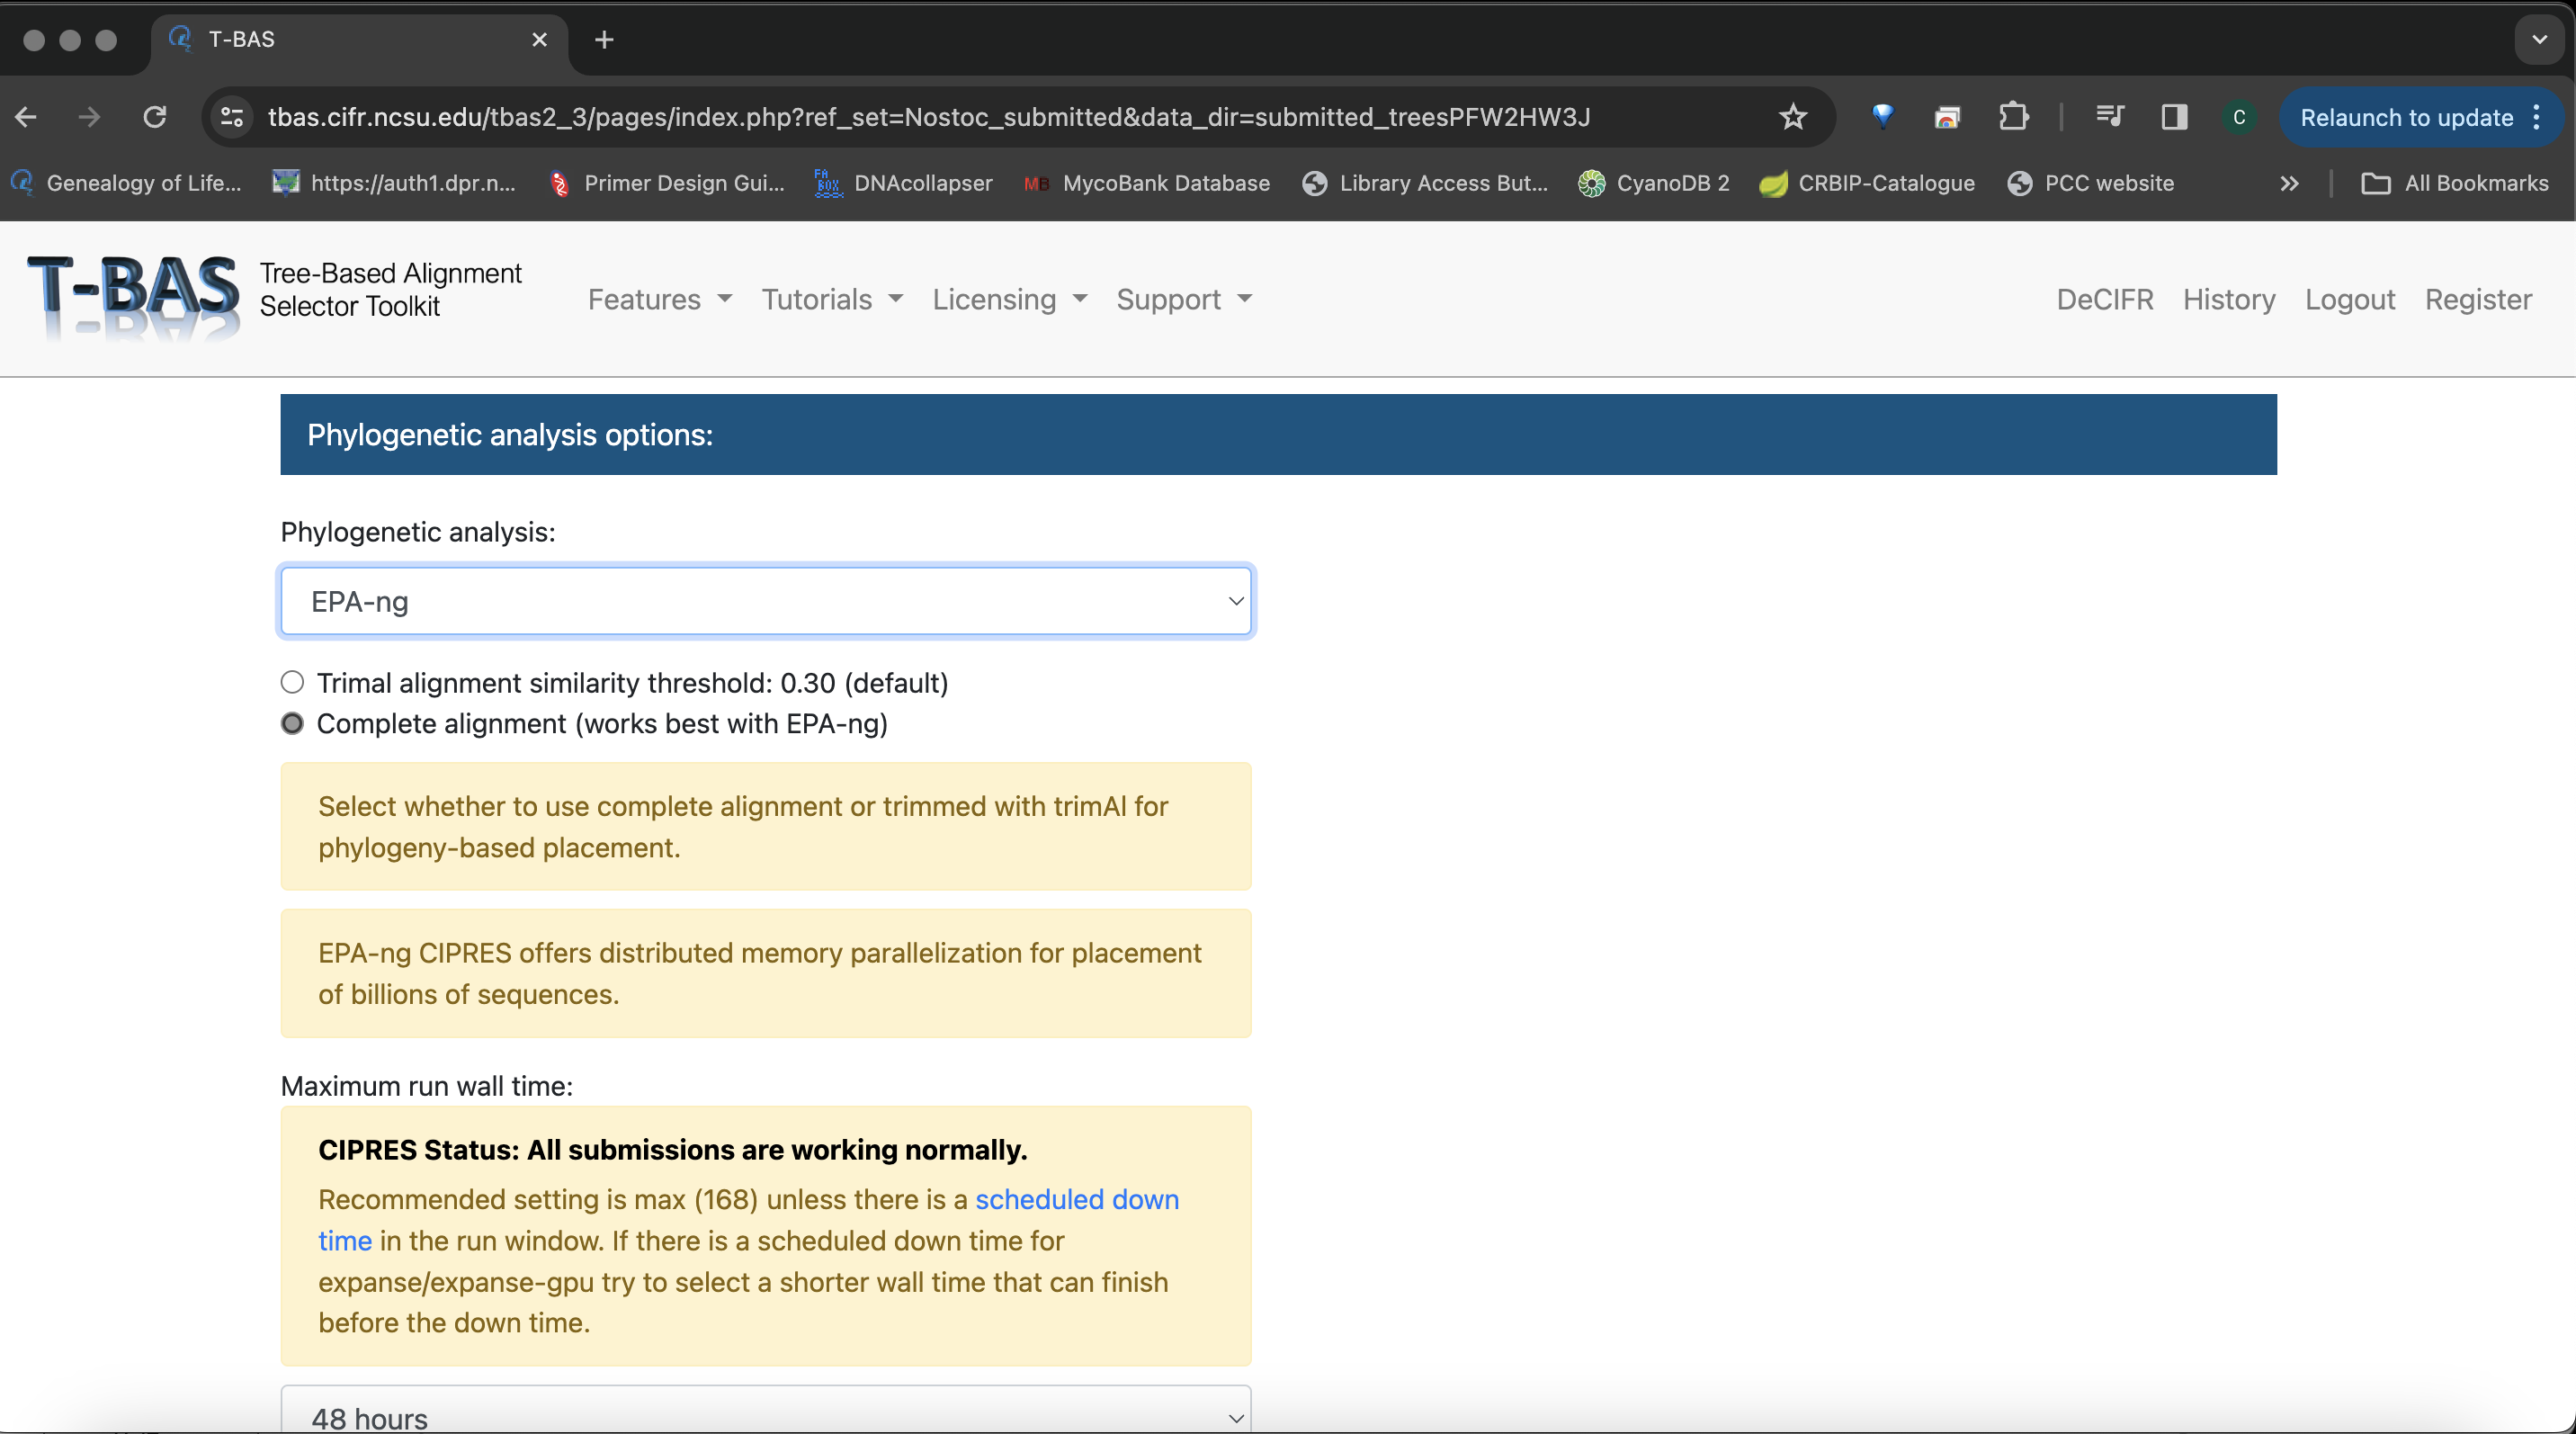 T-BAS
tbas.cifr.ncsu.edu/tbas2_3/pages/index.php?ref_set=Nostoc_submitted&data_dir=submitted_treesPFW2HW3J
C
Relaunch to update
Genealogy of Life...
https://auth1.dpr.n...
Primer Design Gui...
FA BOX
DNAcollapser
MB
MycoBank Database
Library Access But...
CyanoDB 2
CRBIP-Catalogue
PCC website
All Bookmarks
T-BAS
Tree-Based Alignment
Selector Toolkit
Features
Tutorials
Licensing
Support
DeCIFR
History
Logout
Register
Phylogenetic analysis options:
Phylogenetic analysis:
EPA-ng
Trimal alignment similarity threshold: 0.30 (default)
Complete alignment (works best with EPA-ng)
Select whether to use complete alignment or trimmed with trimAl for
phylogeny-based placement.
EPA-ng CIPRES offers distributed memory parallelization for placement
of billions of sequences.
Maximum run wall time:
CIPRES Status: All submissions are working normally.
Recommended setting is max (168) unless there is a scheduled down
time in the run window. If there is a scheduled down time for
expanse/expanse-gpu try to select a shorter wall time that can finish
before the down time.
48 hours